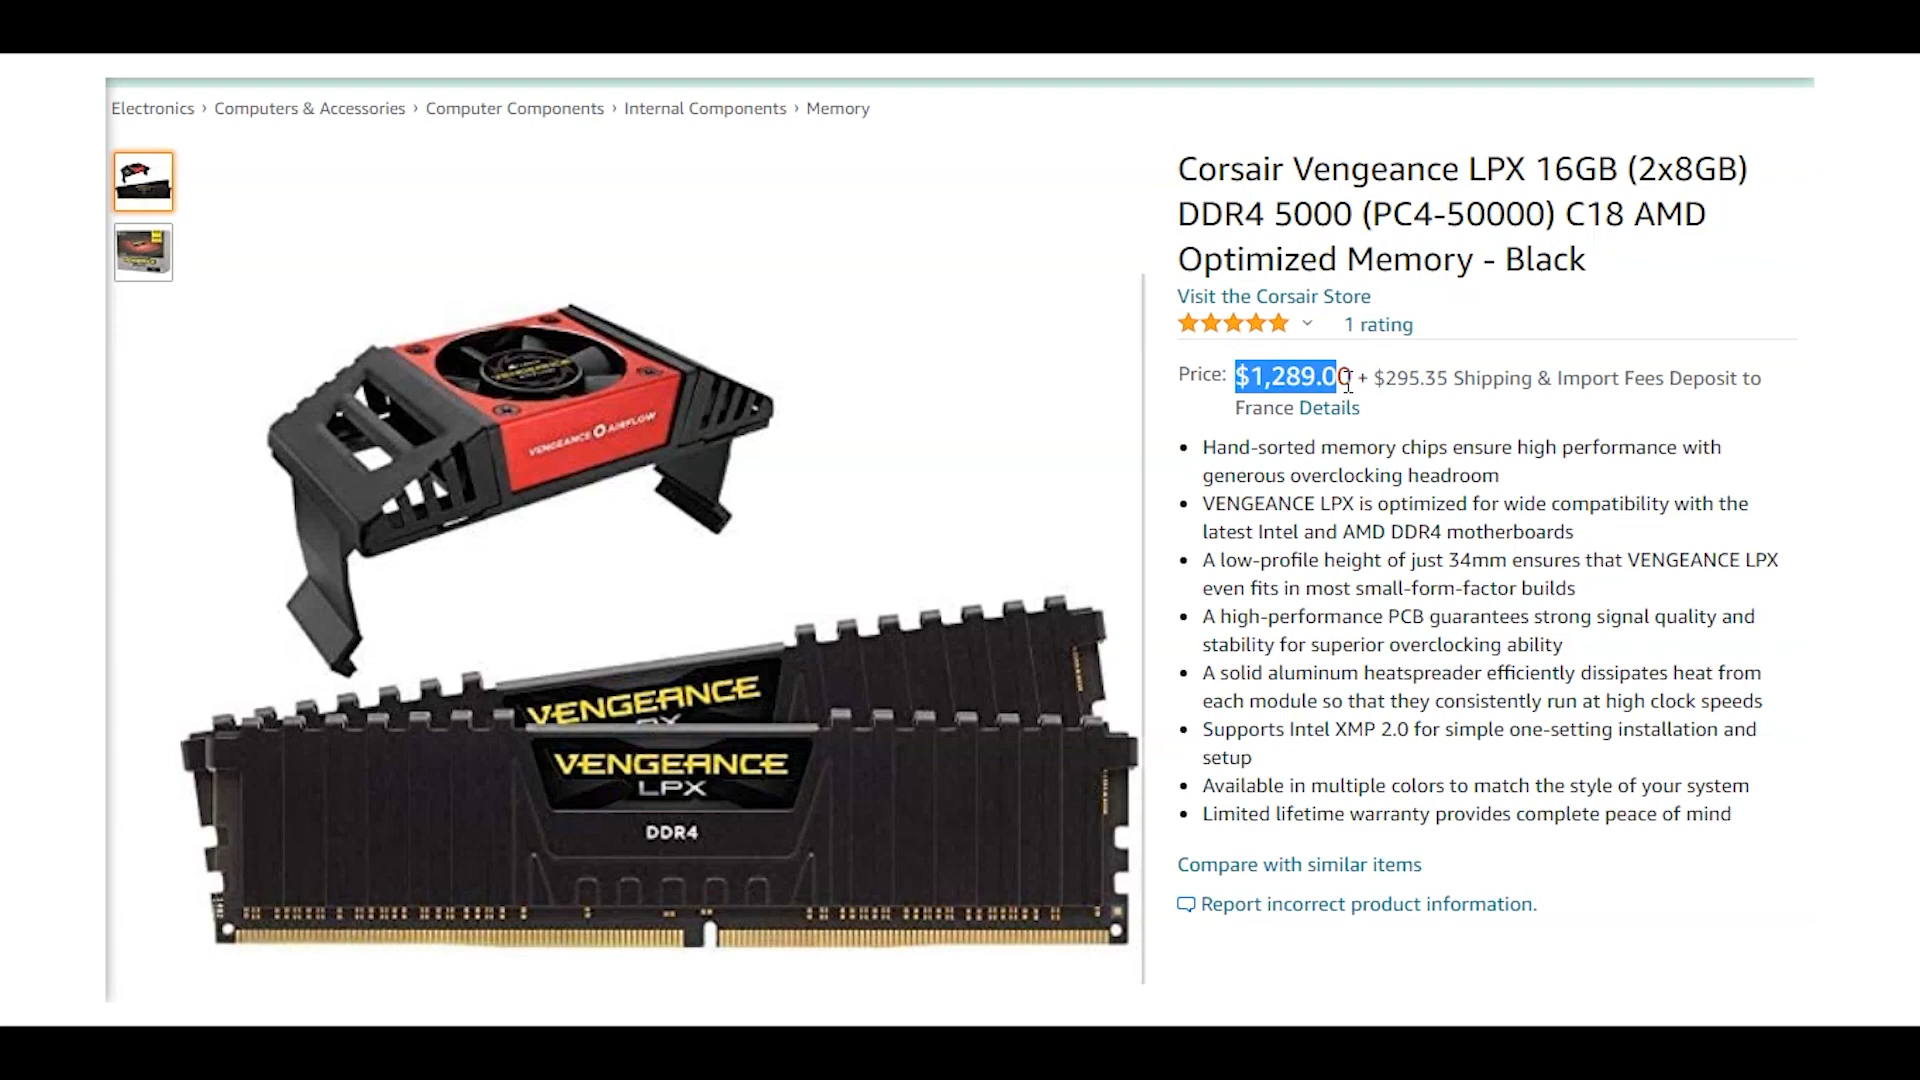 Electronics › Computers & Accessories › Computer Components › Internal Components › Memory
Corsair Vengeance LPX 16GB (2x8GB)
DDR4 5000 (PC4-50000) C18 AMD
Optimized Memory - Black
Visit the Corsair Store
1 rating
Price: $1,289.00 + $295.35 Shipping & Import Fees Deposit to
France Details
Hand-sorted memory chips ensure high performance with
generous overclocking headroom
VENGEANCE LPX is optimized for wide compatibility with the
latest Intel and AMD DDR4 motherboards
A low-profile height of just 34mm ensures that VENGEANCE LPX
even fits in most small-form-factor builds
A high-performance PCB guarantees strong signal quality and
stability for superior overclocking ability
A solid aluminum heatspreader efficiently dissipates heat from
each module so that they consistently run at high clock speeds
Supports Intel XMP 2.0 for simple one-setting installation and
setup
Available in multiple colors to match the style of your system
Limited lifetime warranty provides complete peace of mind
Compare with similar items
Report incorrect product information.
VENGEANCE
VENGEANCE AIRFLOW
VENGEANCE
VENGEANCE
LPX
DDR4